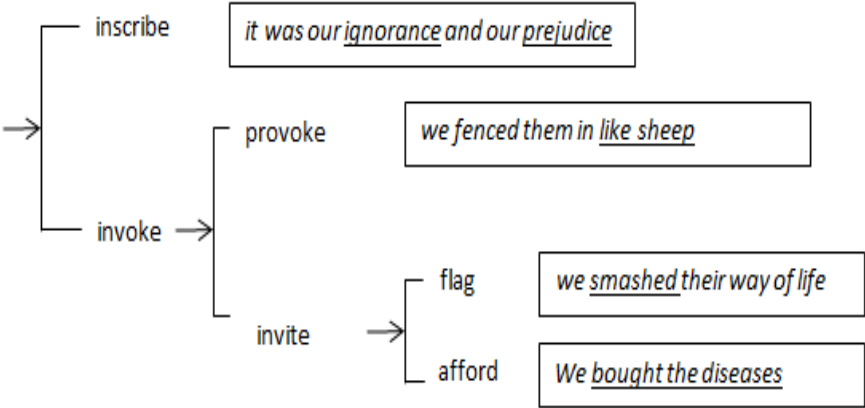 inscribe
it was our ignorance and our prejudice
provoke
we fenced them in like sheep
invoke
flag
we smashed their way of life
invite
afford
We bought the diseases